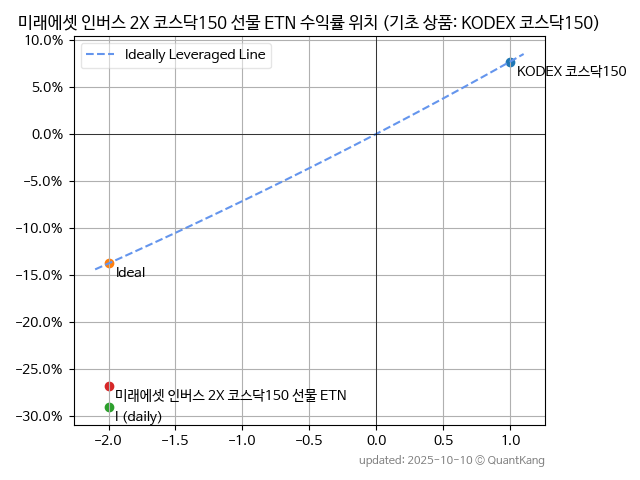 미래에셋 인버스 2X 코스닥150 선물 ETN 수익률 위치 (기초 상품: KODEX 코스닥150)
10.0%
Ideally Leveraged Line
KODEX 코스닥150
5.0%
0.0%
−5.0%
−10.0%
Ideal
−15.0%
−20.0%
−25.0%
미래에셋 인버스 2X 코스닥150 선물 ETN
I (daily)
−30.0%
−2.0 −1.5 −1.0 −0.5 0.0 0.5 1.0
updated: 2025-10-10 © QuantKang